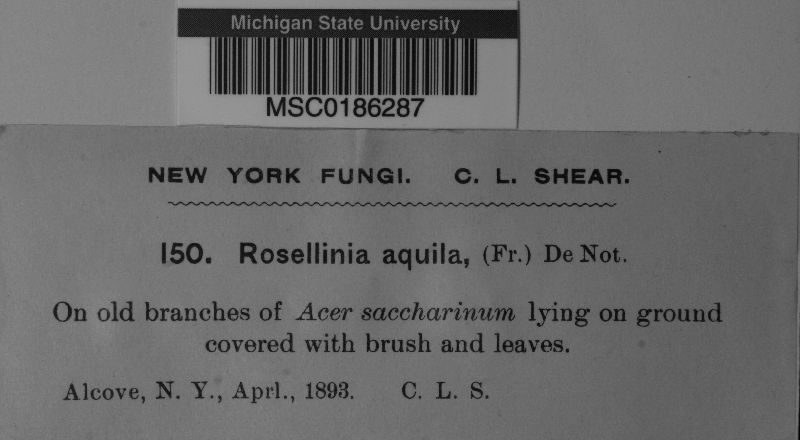 Michigan State University
MSC0186287
NEW YORK FUNGI. C. L. SHEAR.
150. Rosellinia aquila, (Fr.) De Not.
On old branches of Acer saccharinum lying on ground
covered with brush and leaves.
Alcove, N. Y., Aprl., 1893. C. L. S.